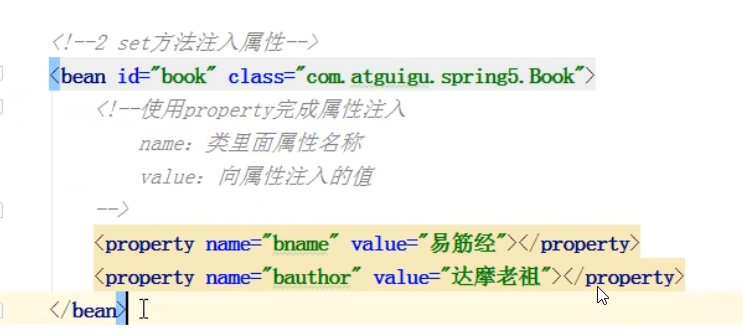 <!--2 set方法注入属性-->
<bean id="book" class="com.atguigu.spring5.Book">
<!--使用property完成属性注入
name：类里面属性名称
value：向属性注入的值
-->
<property name="bname" value="易筋经"></property>
<property name="bauthor" value="达摩老祖"></property>
</bean>